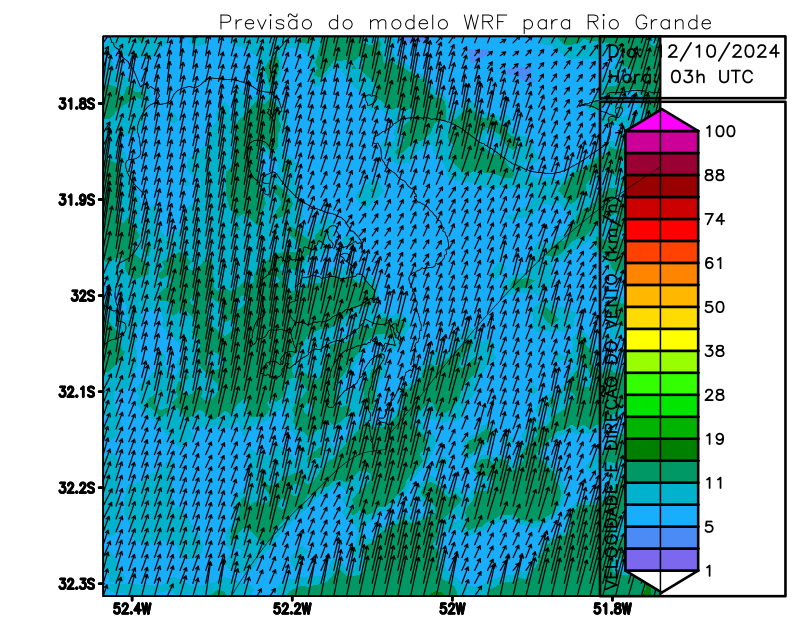 Previsão do modelo WRF para Rio Grande
Dia: 2/10/2024
Hora: 03h UTC
31.8S
31.9S
32S
32.1S
32.2S
32.3S
52.4W
52.2W
52W
51.8W
VELOCIDADE E DIREÇÃO DO VENTO (km/h)
100
88
74
61
50
38
28
19
11
5
1